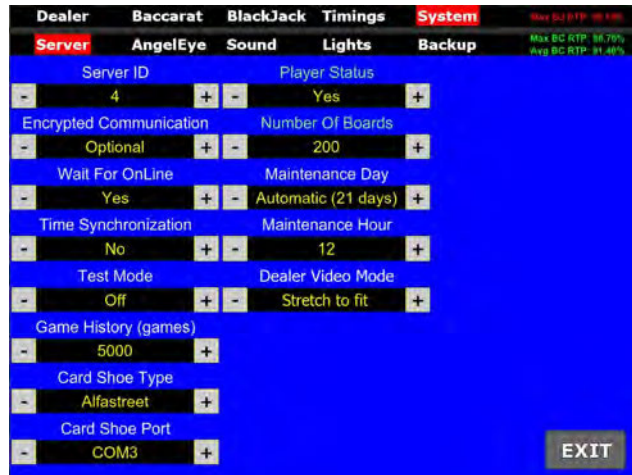 Dealer Baccarat BlackJack Timings System
Server AngelEye Sound Lights Backup
Max BC RTP: 98.76%
Avg BC RTP: 91.40%
Server ID
- 4 +
Encrypted Communication
- Optional +
Wait For OnLine
- Yes +
Time Synchronization
- No +
Test Mode
- Off +
Game History (games)
- 5000 +
Card Shoe Type
- Alfastreet +
Card Shoe Port
- COM3 +
Player Status
- Yes +
Number Of Boards
- 200 +
Maintenance Day
- Automatic (21 days) +
Maintenance Hour
- 12 +
Dealer Video Mode
- Stretch to fit +
EXIT